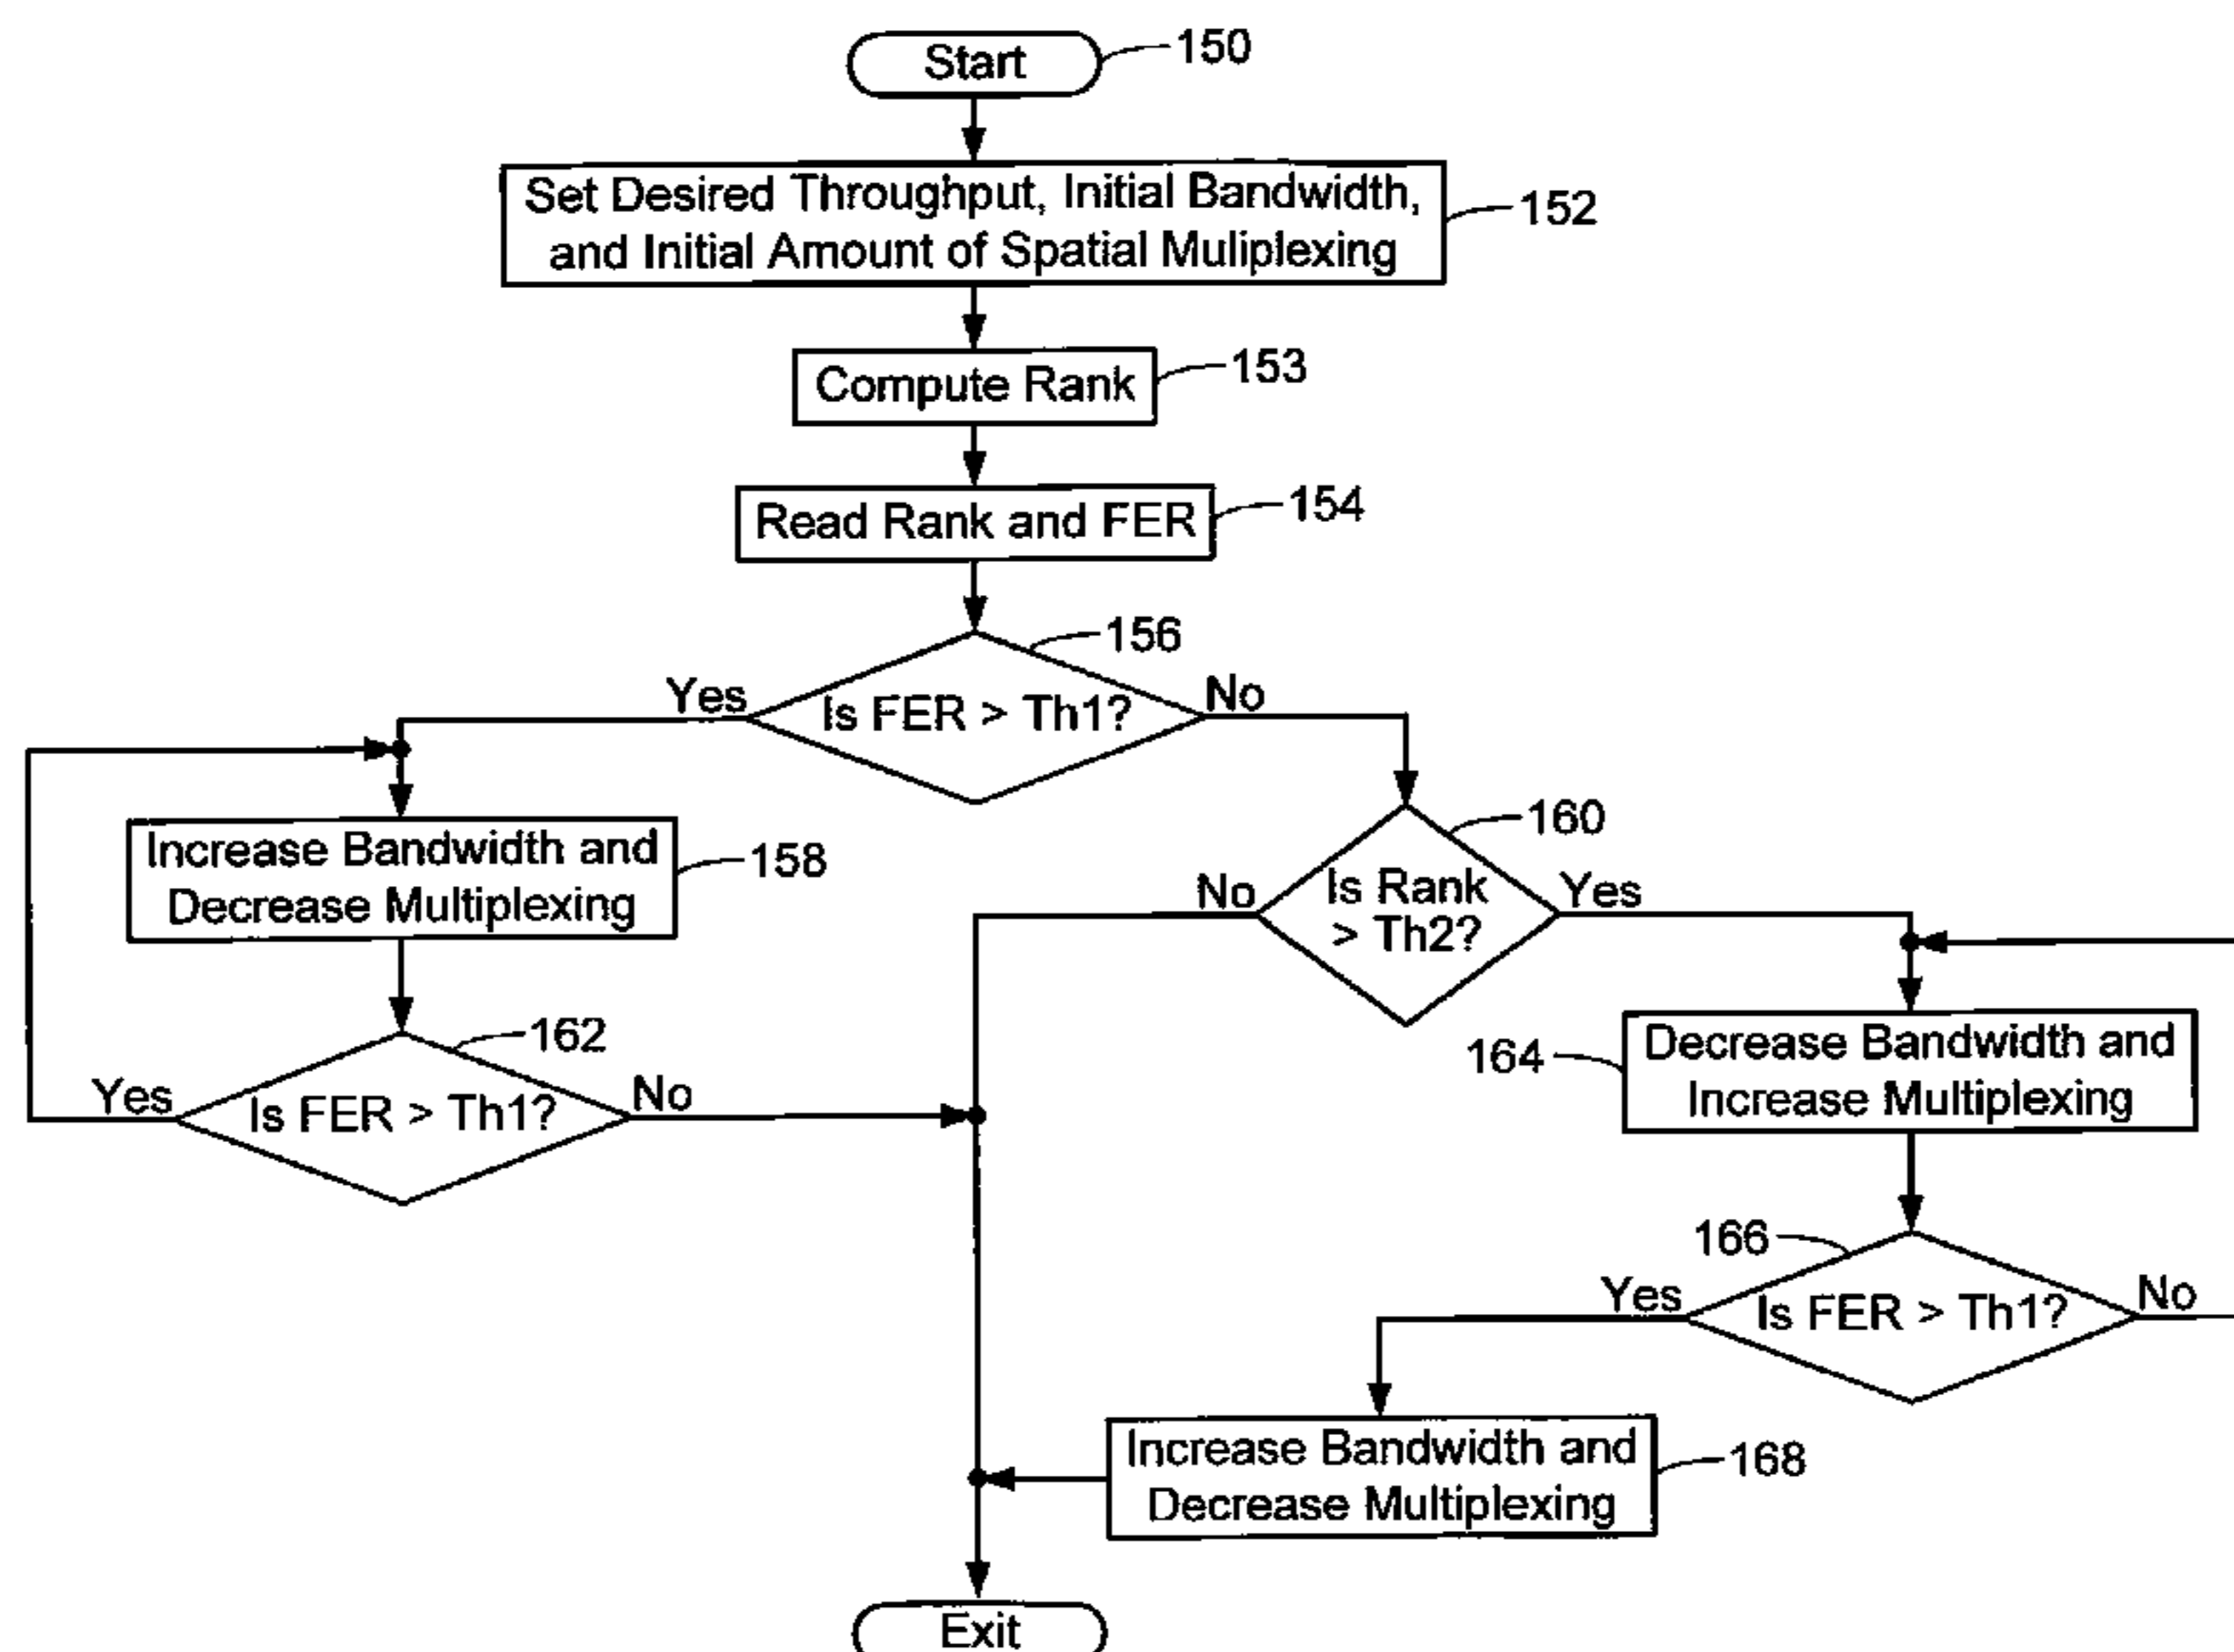 Start
150
Set Desired Throughput, Initial Bandwidth,
and Initial Amount of Spatial Muliplexing
152
Compute Rank
153
Read Rank and FER
154
156
Yes
Is FER > Th1?
No
Increase Bandwidth and
Decrease Multiplexing
158
160
No
Is Rank
> Th2?
Yes
162
Yes
Is FER > Th1?
No
164
Decrease Bandwidth and
Increase Multiplexing
166
Yes
Is FER > Th1?
No
Increase Bandwidth and
Decrease Multiplexing
168
Exit